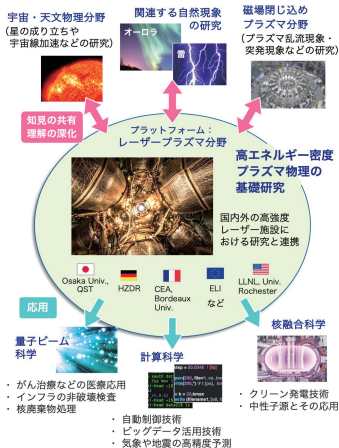 宇宙・天文物理分野
(星の成り立ちや
宇宙線加速などの研究)
関連する自然現象
の研究
オーロラ
雷
磁場閉じ込め
プラズマ分野
(プラズマ乱流現象・
突発現象などの研究)
知見の共有
理解の深化
プラットフォーム：
レーザープラズマ分野
高エネルギー密度
プラズマ物理の
基礎研究
国内外の高強度
レーザー施設に
おける研究と連携
Osaka Univ.,
QST
HZDR
CEA,
Bordeaux
Univ.
ELI
など
LLNL, Univ.
Rochester
応用
量子ビーム
科学
・ がん治療などの医療応用
・ インフラの非破壊検査
・ 核廃棄物処理
計算科学
・ 自動制御技術
・ ビッグデータ活用技術
・ 気象や地震の高精度予測
核融合科学
・ クリーン発電技術
・ 中性子源とその応用